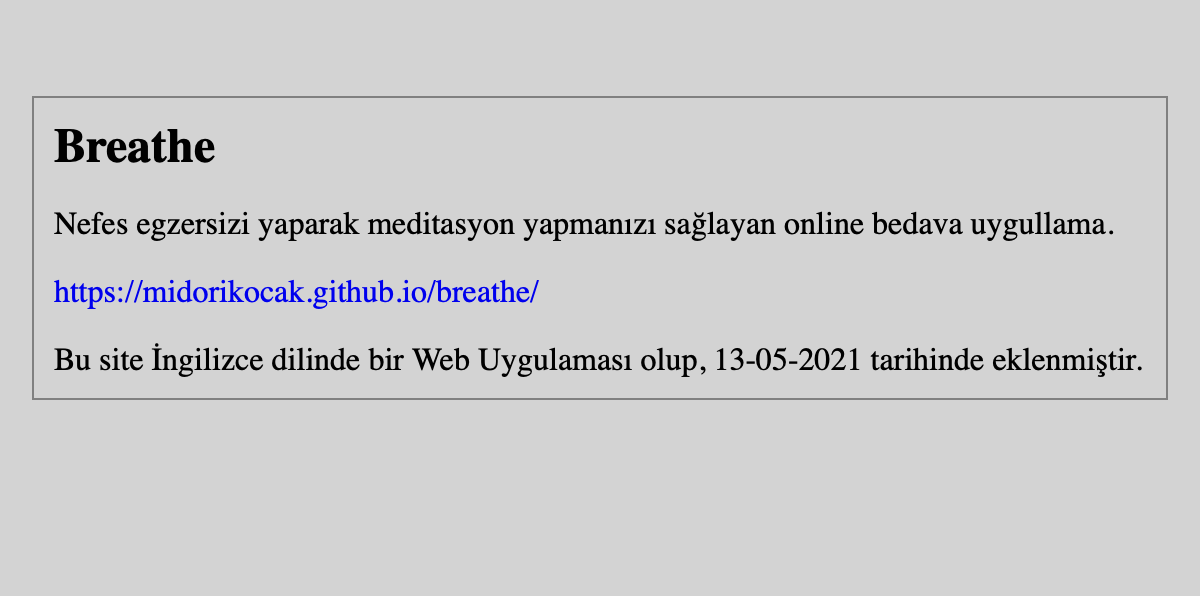 Breathe
Nefes egzersizi yaparak meditasyon yapmanızı sağlayan online bedava uygullama.
https://midorikocak.github.io/breathe/
Bu site İngilizce dilinde bir Web Uygulaması olup, 13-05-2021 tarihinde eklenmiştir.